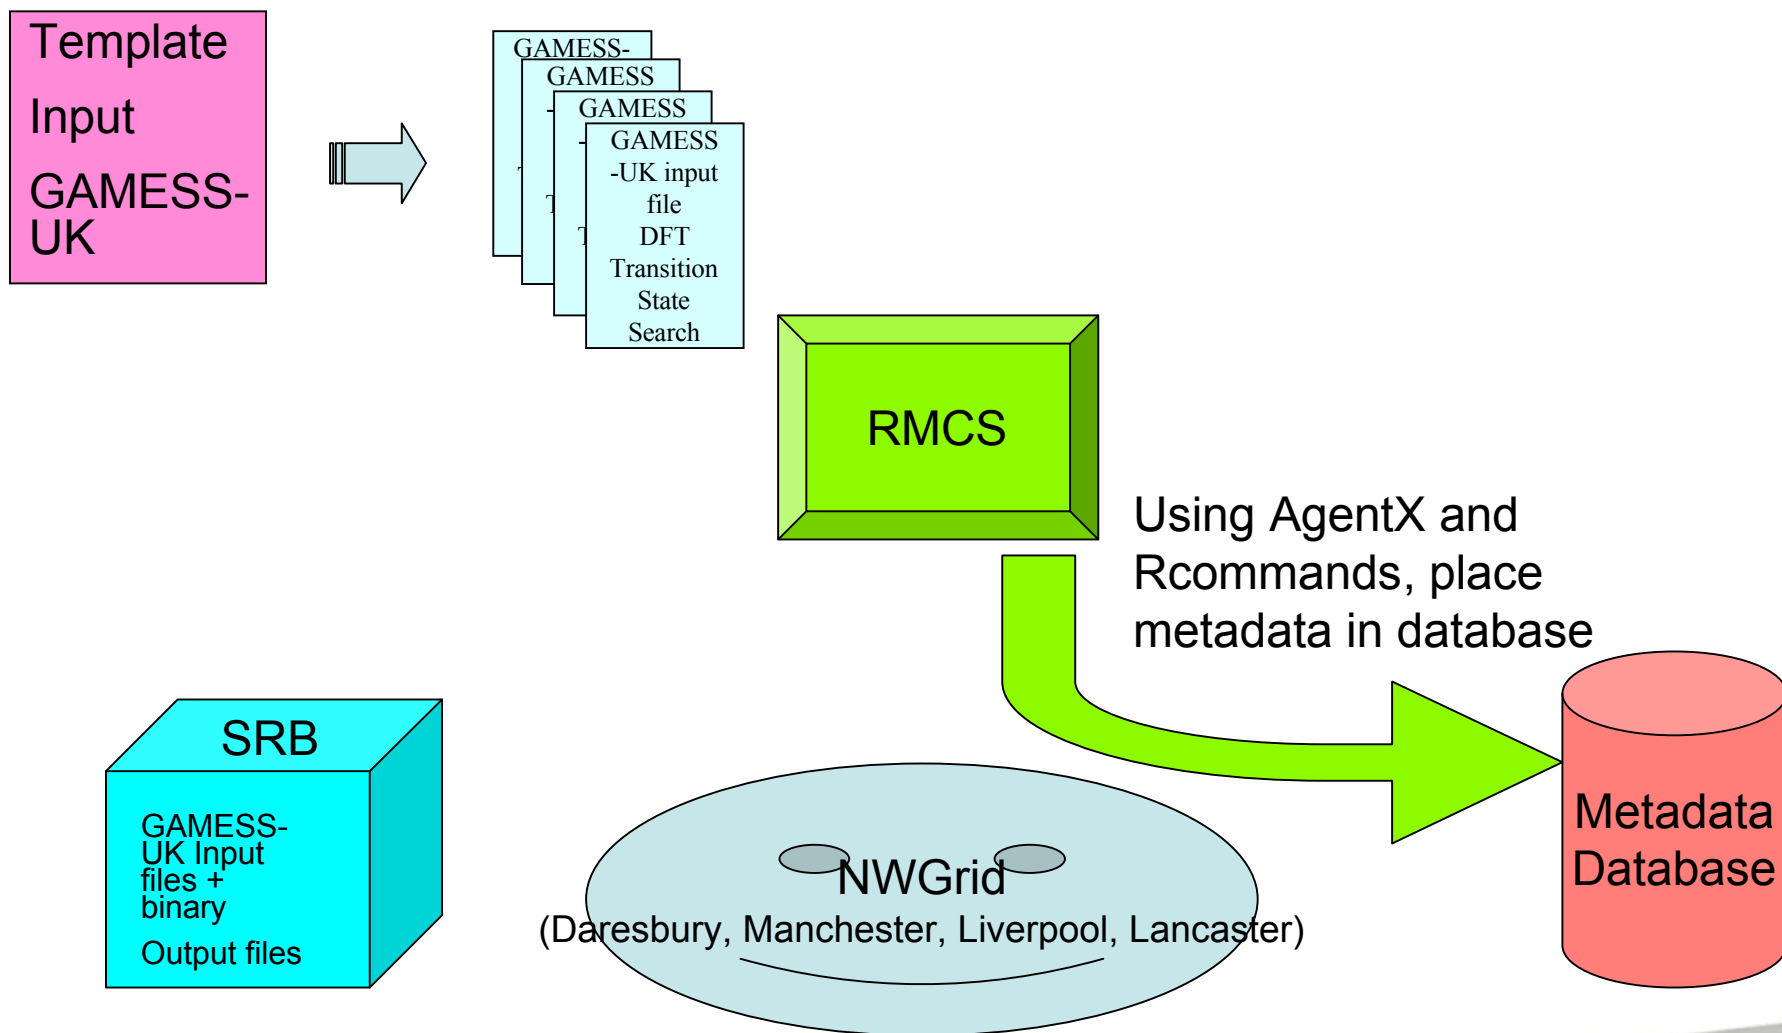 Template
Input
GAMESS-
UK
GAMESS-
T
GAMESS
-
T
GAMESS
-
T
GAMESS
-UK input
file
DFT
Transition
State
Search
RMCS
Using AgentX and
Rcommands, place
metadata in database
SRB
GAMESS-
UK Input
files +
binary
Output files
NWGrid
(Daresbury, Manchester, Liverpool, Lancaster)
Metadata
Database